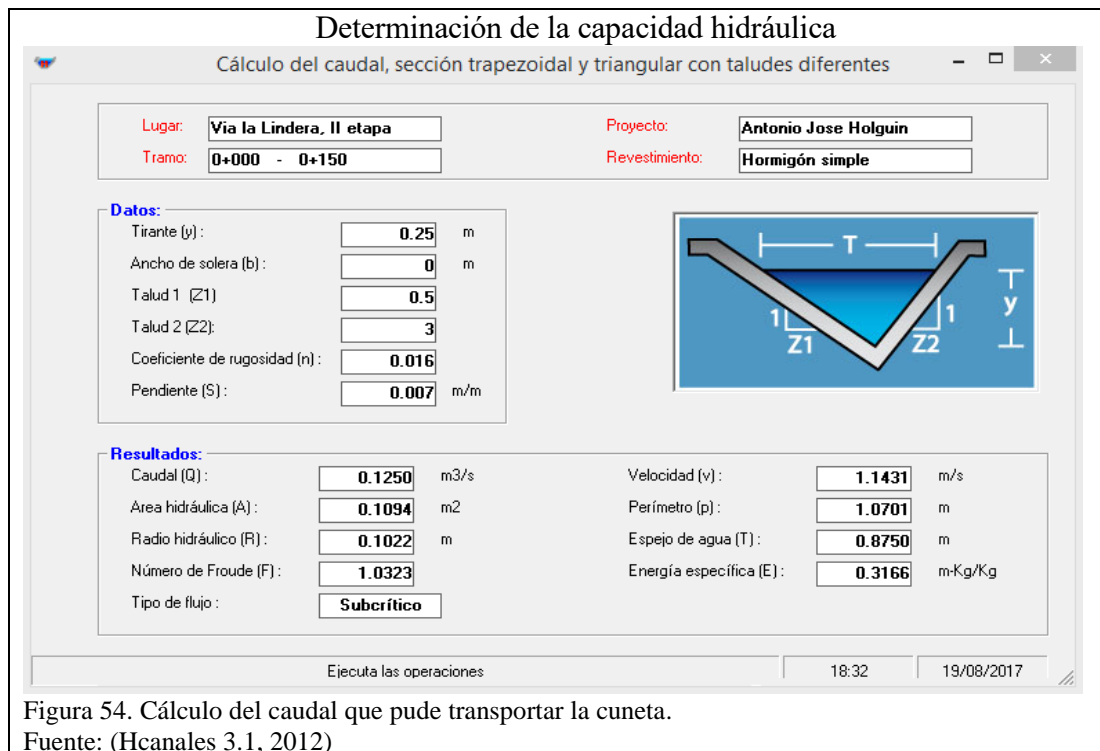 Determinación de la capacidad hidráulica
Cálculo del caudal, sección trapezoidal y triangular con taludes diferentes
Lugar: Via la Lindera, II etapa Proyecto: Antonio Jose Holguin
Tramo: 0+000 - 0+150 Revestimiento: Hormigón simple
Datos:
Tirante (y) : 0.25 m
Ancho de solera (b) : 0 m
Talud 1 (Z1) 0.5
Talud 2 (Z2): 3
Coeficiente de rugosidad (n) : 0.016
Pendiente (S) : 0.007 m/m
T
y
1
Z1
1
Z2
Resultados:
Caudal (Q) : 0.1250 m3/s Velocidad (v) : 1.1431 m/s
Area hidráulica (A) : 0.1094 m2 Perímetro (p) : 1.0701 m
Radio hidráulico (R) : 0.1022 m Espejo de agua (T) : 0.8750 m
Número de Froude (F) : 1.0323 Energía específica (E) : 0.3166 m-Kg/Kg
Tipo de flujo : Subcrítico
Ejecuta las operaciones 18:32 19/08/2017
Figura 54. Cálculo del caudal que pude transportar la cuneta.
Fuente: (Hcanales 3.1, 2012)